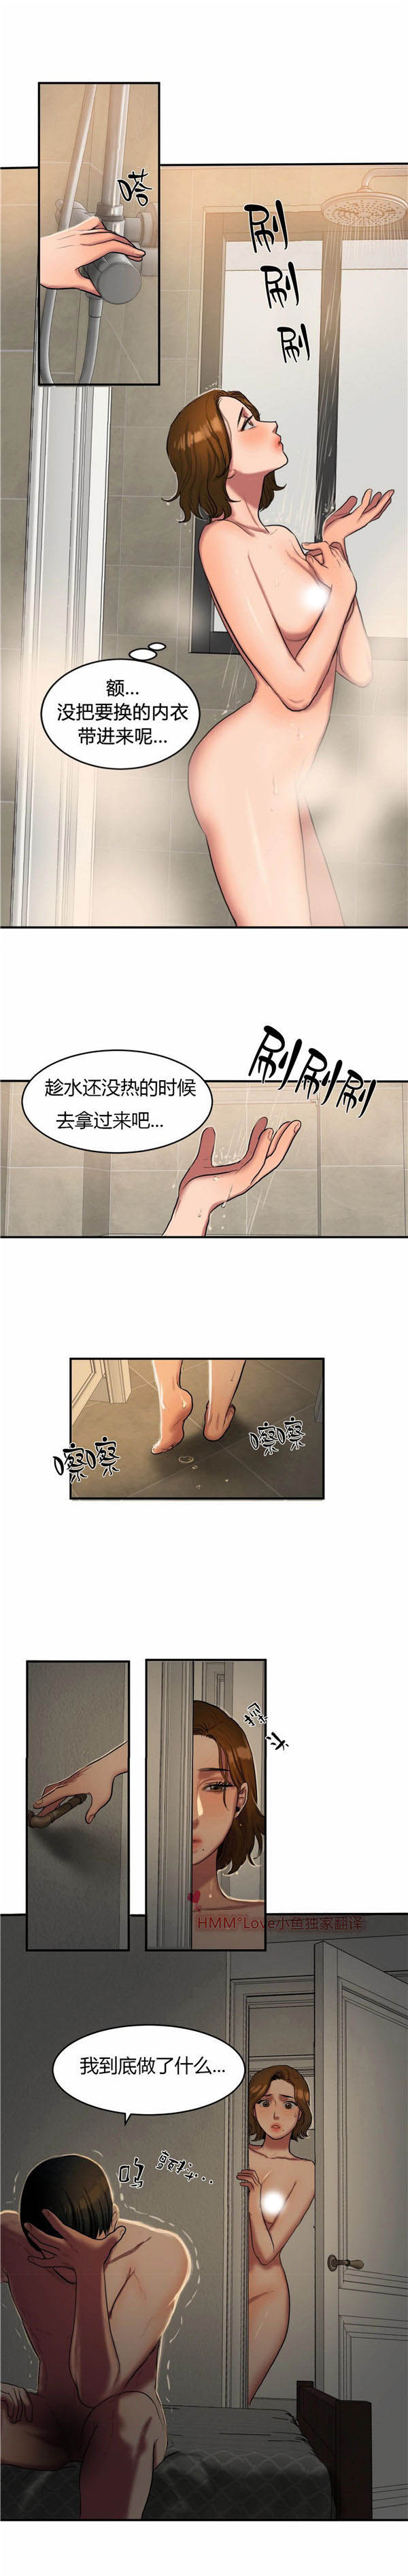 嗒
刷
刷
刷
额...
没把要换的内衣
带进来呢...
刷刷刷
趁水还没热的时候
去拿过来吧...
嚓嚓
嚓嚓
探
头
HMM°Love小鱼独家翻译
我到底做了什么...
呜